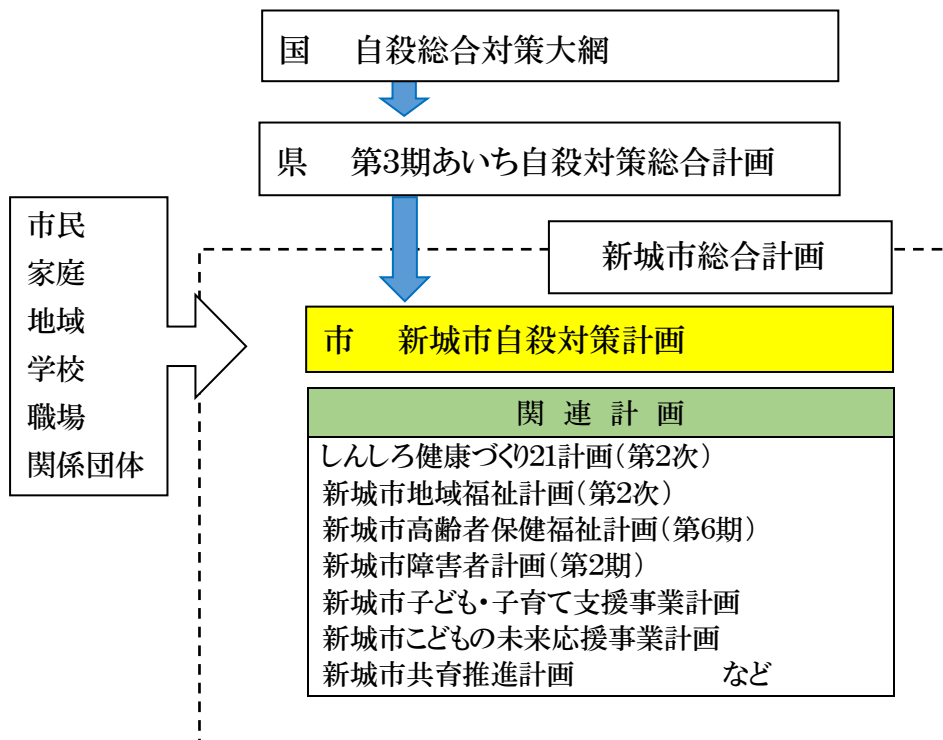 国　自殺総合対策大網
県　第3期あいち自殺対策総合計画
市民
家庭
地域
学校
職場
関係団体
新城市総合計画
市　新城市自殺対策計画
関 連 計 画
しんしろ健康づくり21計画(第2次)
新城市地域福祉計画(第2次)
新城市高齢者保健福祉計画(第6期)
新城市障害者計画(第2期)
新城市子ども・子育て支援事業計画
新城市こどもの未来応援事業計画
新城市共育推進計画　　　　など